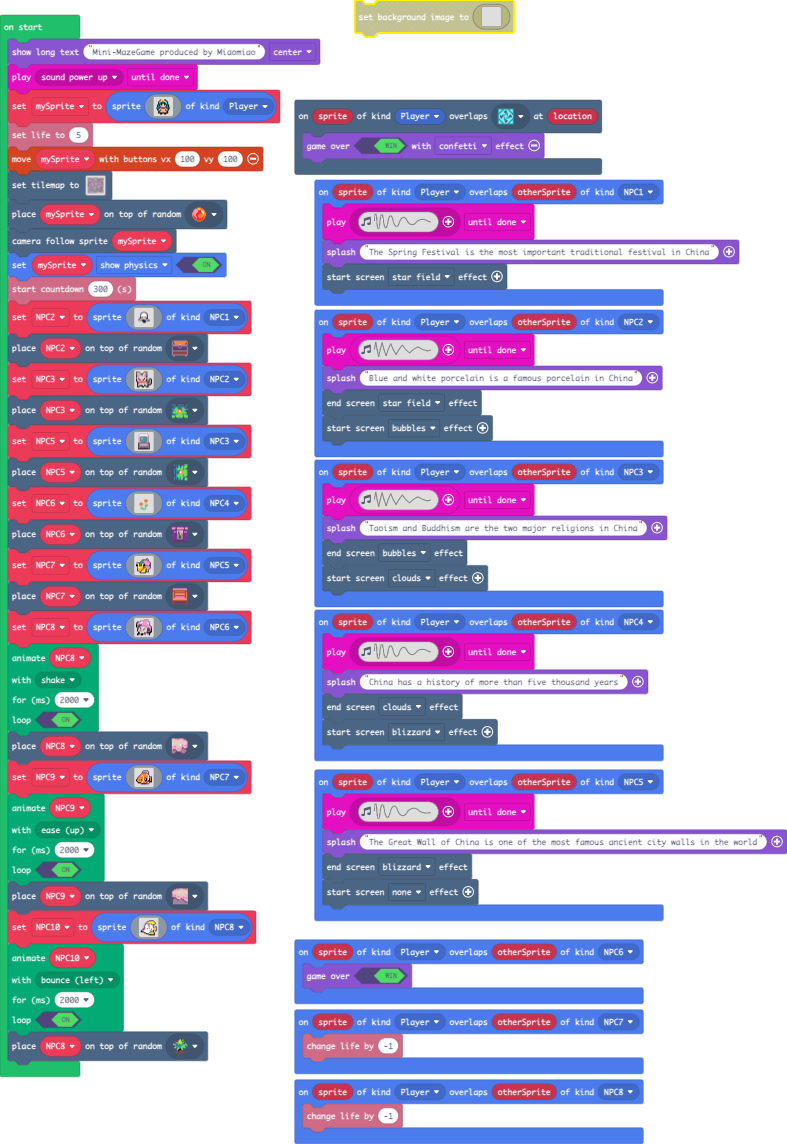 set background image to
on start
show long text "Mini-MazeGame produced by Miaomiao" center
play sound power up until done
set mySprite to sprite of kind Player
set life to 5
move mySprite with buttons vx 100 vy 100
set tilemap to
place mySprite on top of random
camera follow sprite mySprite
set mySprite show physics ON
start countdown 300 (s)
set NPC2 to sprite of kind NPC1
place NPC2 on top of random
set NPC3 to sprite of kind NPC2
place NPC3 on top of random
set NPC5 to sprite of kind NPC3
place NPC5 on top of random
set NPC6 to sprite of kind NPC4
place NPC6 on top of random
set NPC7 to sprite of kind NPC5
place NPC7 on top of random
set NPC8 to sprite of kind NPC6
animate NPC8
with shake
for (ms) 2000
loop ON
place NPC8 on top of random
set NPC9 to sprite of kind NPC7
animate NPC9
with ease (up)
for (ms) 2000
loop ON
place NPC9 on top of random
set NPC10 to sprite of kind NPC8
animate NPC10
with bounce (left)
for (ms) 2000
loop ON
place NPC8 on top of random
on sprite of kind Player overlaps at location
game over WIN with confetti effect
on sprite of kind Player overlaps otherSprite of kind NPC1
play until done
splash "The Spring Festival is the most important traditional festival in China"
start screen star field effect
on sprite of kind Player overlaps otherSprite of kind NPC2
play until done
splash "Blue and white porcelain is a famous porcelain in China"
end screen star field effect
start screen bubbles effect
on sprite of kind Player overlaps otherSprite of kind NPC3
play until done
splash "Taoism and Buddhism are the two major religions in China"
end screen bubbles effect
start screen clouds effect
on sprite of kind Player overlaps otherSprite of kind NPC4
play until done
splash "China has a history of more than five thousand years"
end screen clouds effect
start screen blizzard effect
on sprite of kind Player overlaps otherSprite of kind NPC5
play until done
splash "The Great Wall of China is one of the most famous ancient city walls in the world"
end screen blizzard effect
start screen none effect
on sprite of kind Player overlaps otherSprite of kind NPC6
game over WIN
on sprite of kind Player overlaps otherSprite of kind NPC7
change life by -1
on sprite of kind Player overlaps otherSprite of kind NPC8
change life by -1